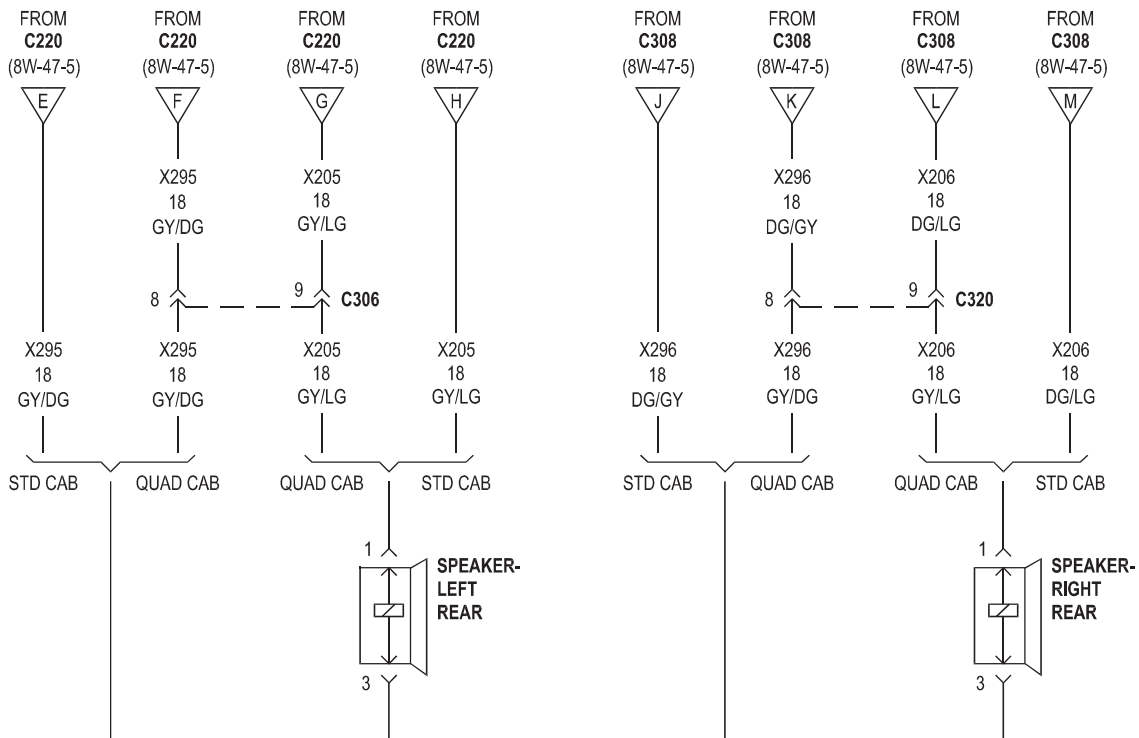 FROM FROM FROM FROM FROM FROM FROM FROM
C220 C220 C220 C220 C308 C308 C308 C308
(8W-47-5) (8W-47-5) (8W-47-5) (8W-47-5) (8W-47-5) (8W-47-5) (8W-47-5) (8W-47-5)
E F G H J K L M
X295 X205 X296 X206
18 18 18 18
GY/DG GY/LG DG/GY DG/LG
8 9 C306 8 9 C320
X295 X295 X205 X205 X296 X296 X206 X206
18 18 18 18 18 18 18 18
GY/DG GY/DG GY/LG GY/LG DG/GY GY/DG GY/LG DG/LG
STD CAB QUAD CAB QUAD CAB STD CAB STD CAB QUAD CAB QUAD CAB STD CAB
1 1
SPEAKER- SPEAKER-
LEFT RIGHT
REAR REAR
3 3